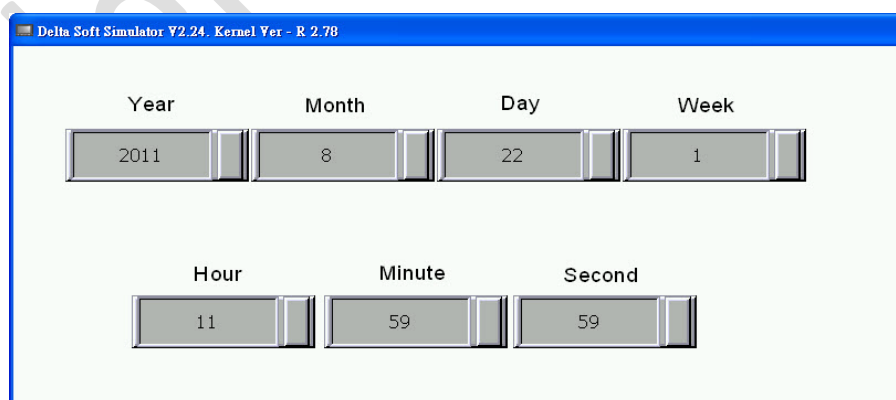 Delta Soft Simulator V2.24. Kernel Ver - R 2.78
Year Month Day Week
2011 8 22 1
Hour Minute Second
11 59 59